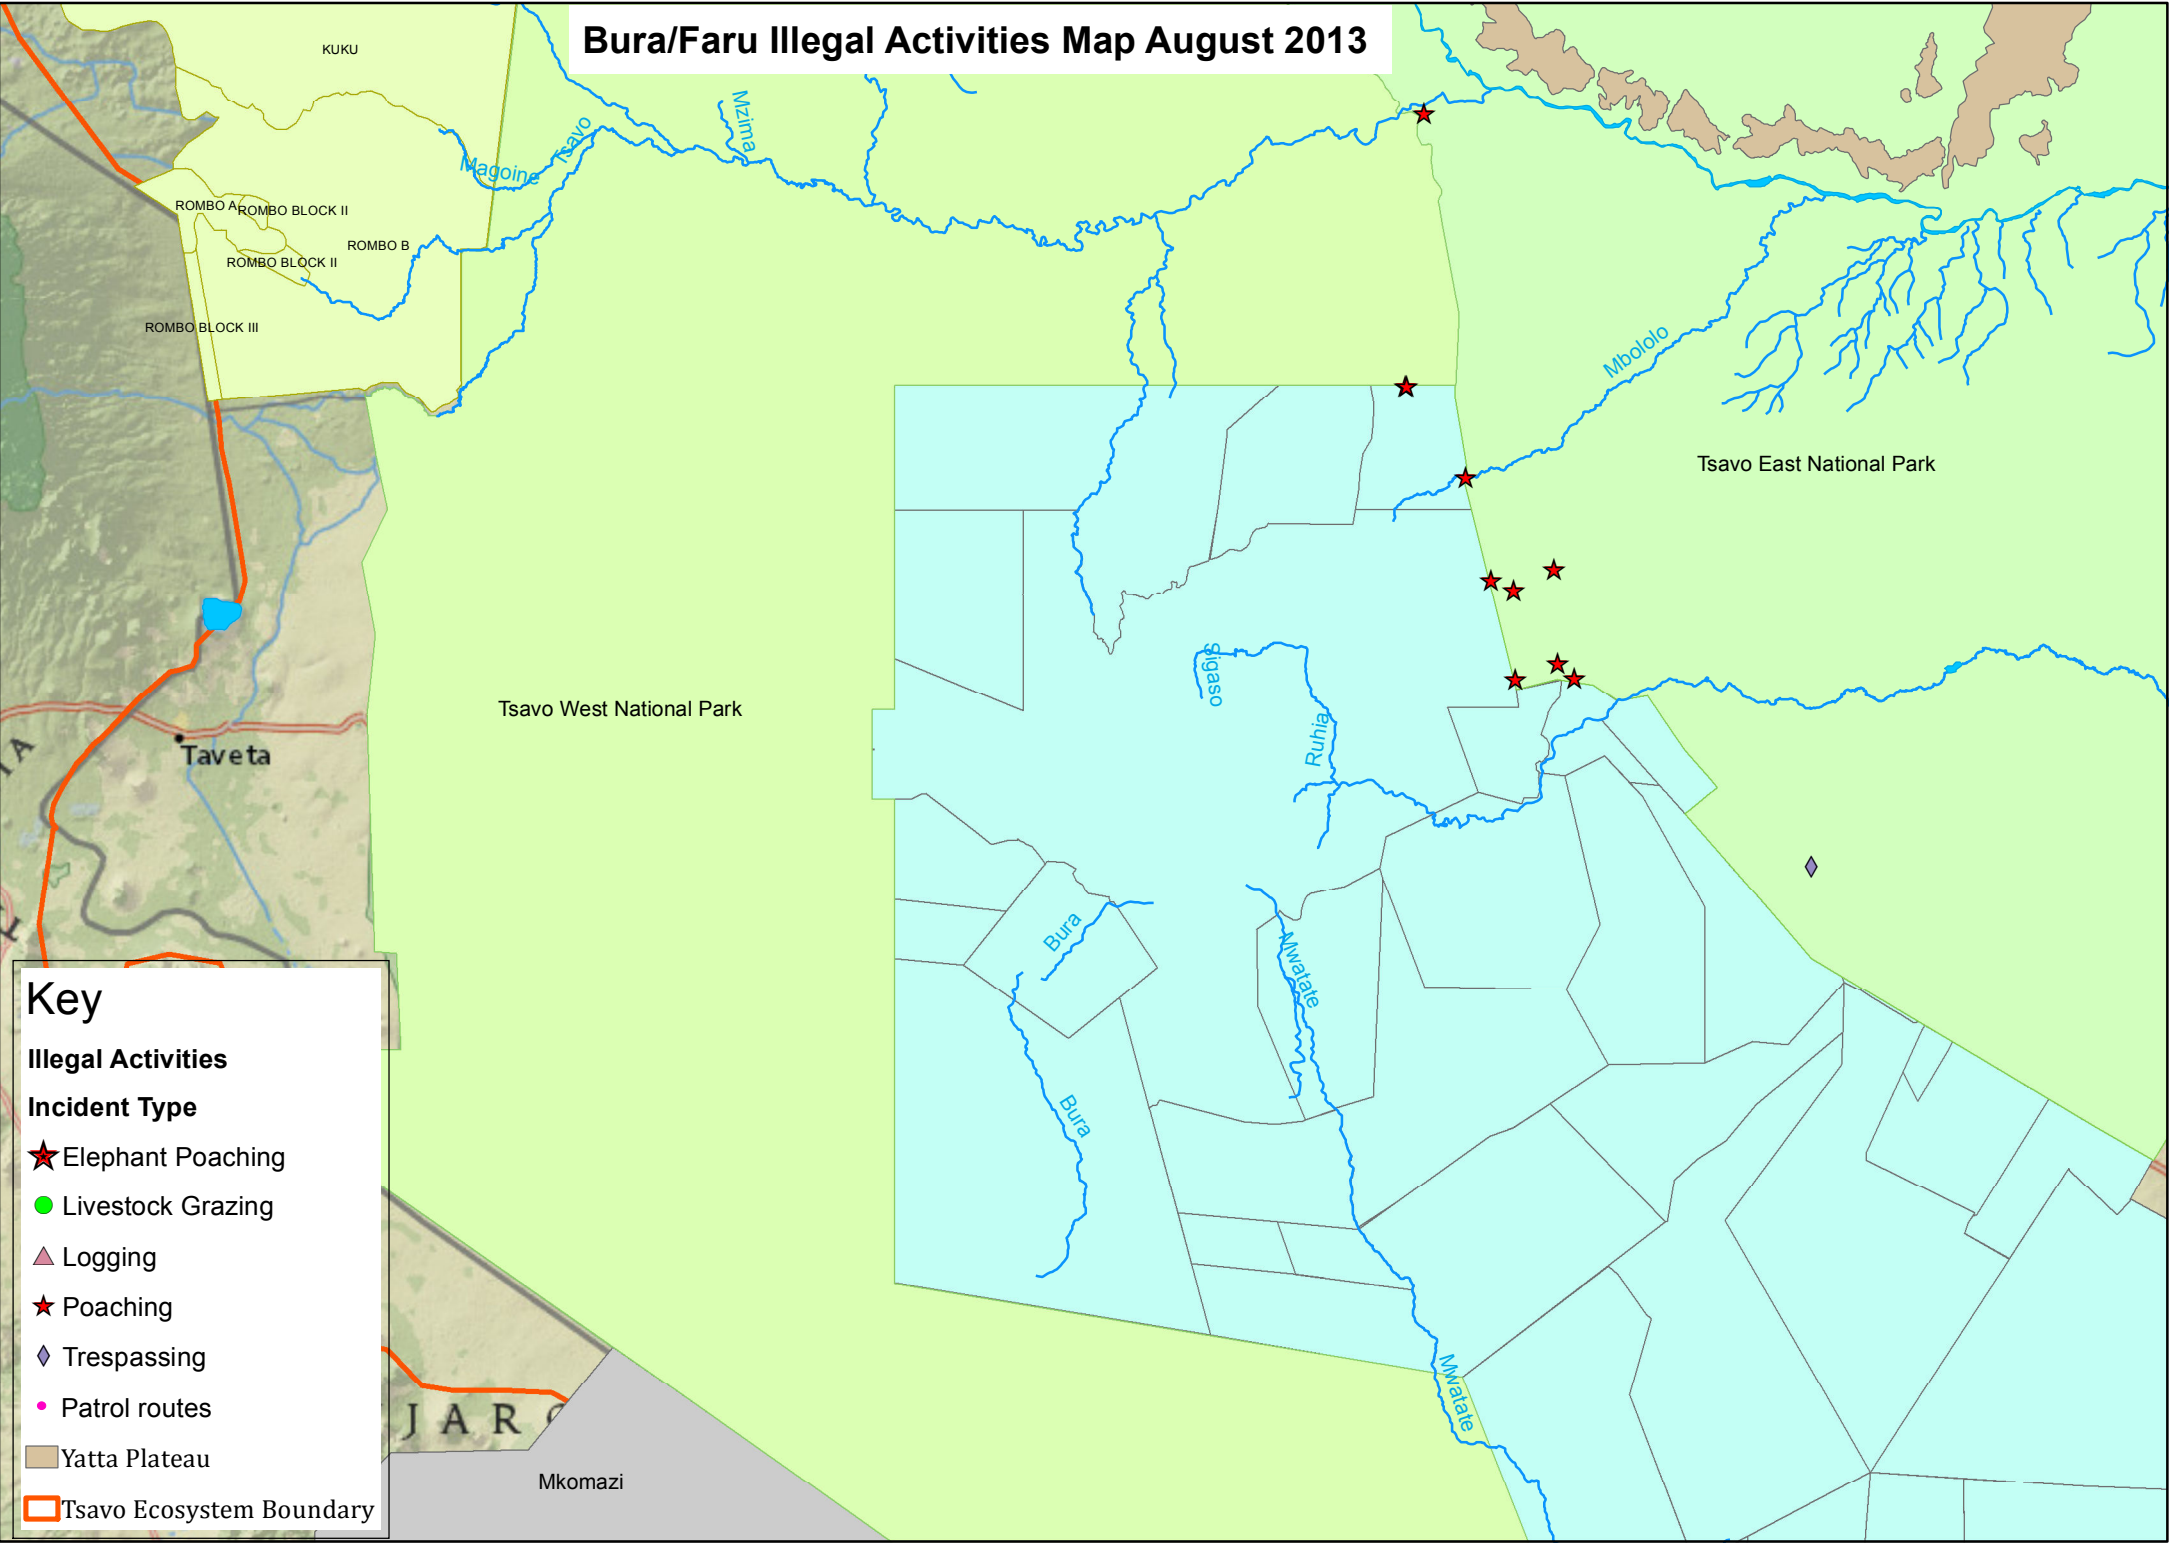 Bura/Faru Illegal Activities Map August 2013
KUKU
Mzima
Tsavo
Magoine
ROMBO A
ROMBO BLOCK II
ROMBO B
ROMBO BLOCK II
ROMBO BLOCK III
Mbololo
Tsavo East National Park
Sigaso
Tsavo West National Park
Ruhia
Taveta
Bura
Mwatate
Bura
Mwatate
Mkomazi
Key
Illegal Activities
Incident Type
Elephant Poaching
Livestock Grazing
Logging
Poaching
Trespassing
Patrol routes
Yatta Plateau
Tsavo Ecosystem Boundary